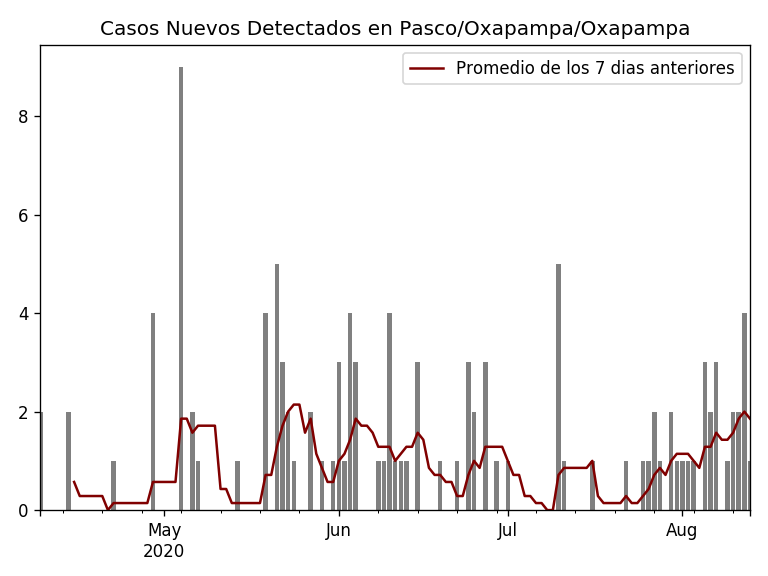 Casos Nuevos Detectados en Pasco/Oxapampa/Oxapampa
Promedio de los 7 dias anteriores
8
6
4
2
0
May
2020
Jun
Jul
Aug